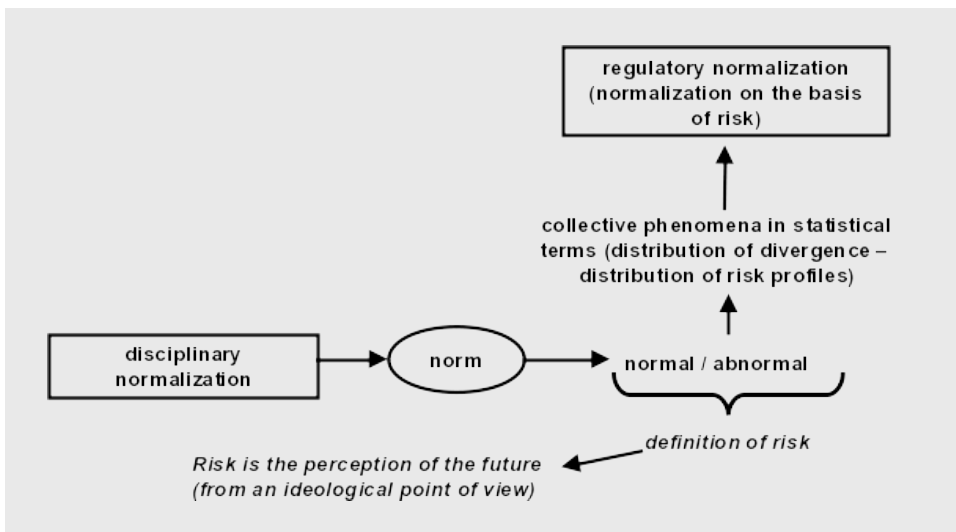 regulatory normalization
(normalization on the basis
of risk)
collective phenomena in statistical
terms (distribution of divergence –
distribution of risk profiles)
disciplinary
normalization
norm
normal / abnormal
definition of risk
Risk is the perception of the future
(from an ideological point of view)